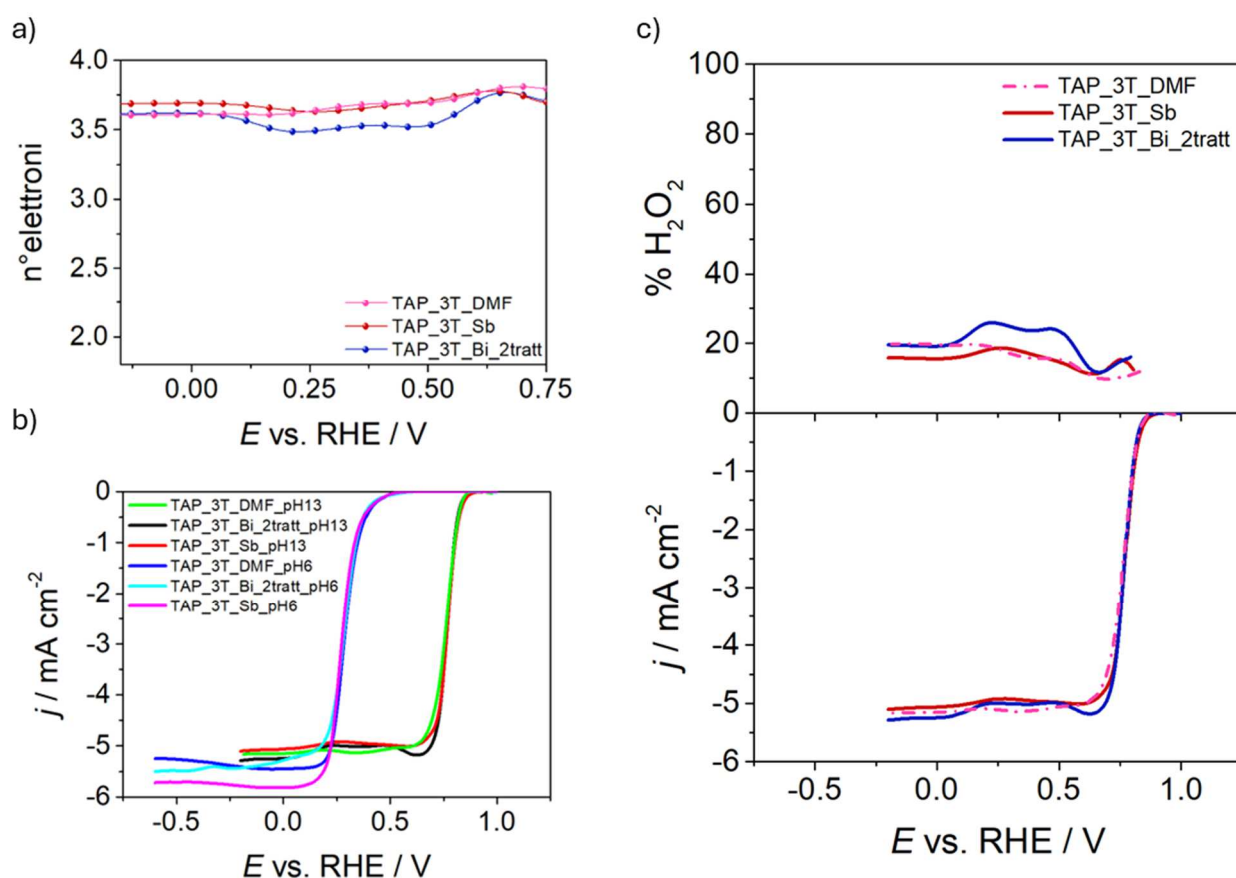 a)
4.0
3.5
3.0
2.5
2.0
n°elettroni
TAP_3T_DMF
TAP_3T_Sb
TAP_3T_Bi_2tratt
0.00
0.25
0.50
0.75
E vs. RHE / V
b)
0
-1
-2
-3
-4
-5
-6
j / mA cm⁻²
TAP_3T_DMF_pH13
TAP_3T_Bi_2tratt_pH13
TAP_3T_Sb_pH13
TAP_3T_DMF_pH6
TAP_3T_Bi_2tratt_pH6
TAP_3T_Sb_pH6
-0.5
0.0
0.5
1.0
E vs. RHE / V
c)
100
80
60
40
20
0
% H₂O₂
TAP_3T_DMF
TAP_3T_Sb
TAP_3T_Bi_2tratt
-1
-2
-3
-4
-5
-6
j / mA cm⁻²
-0.5
0.0
0.5
1.0
E vs. RHE / V